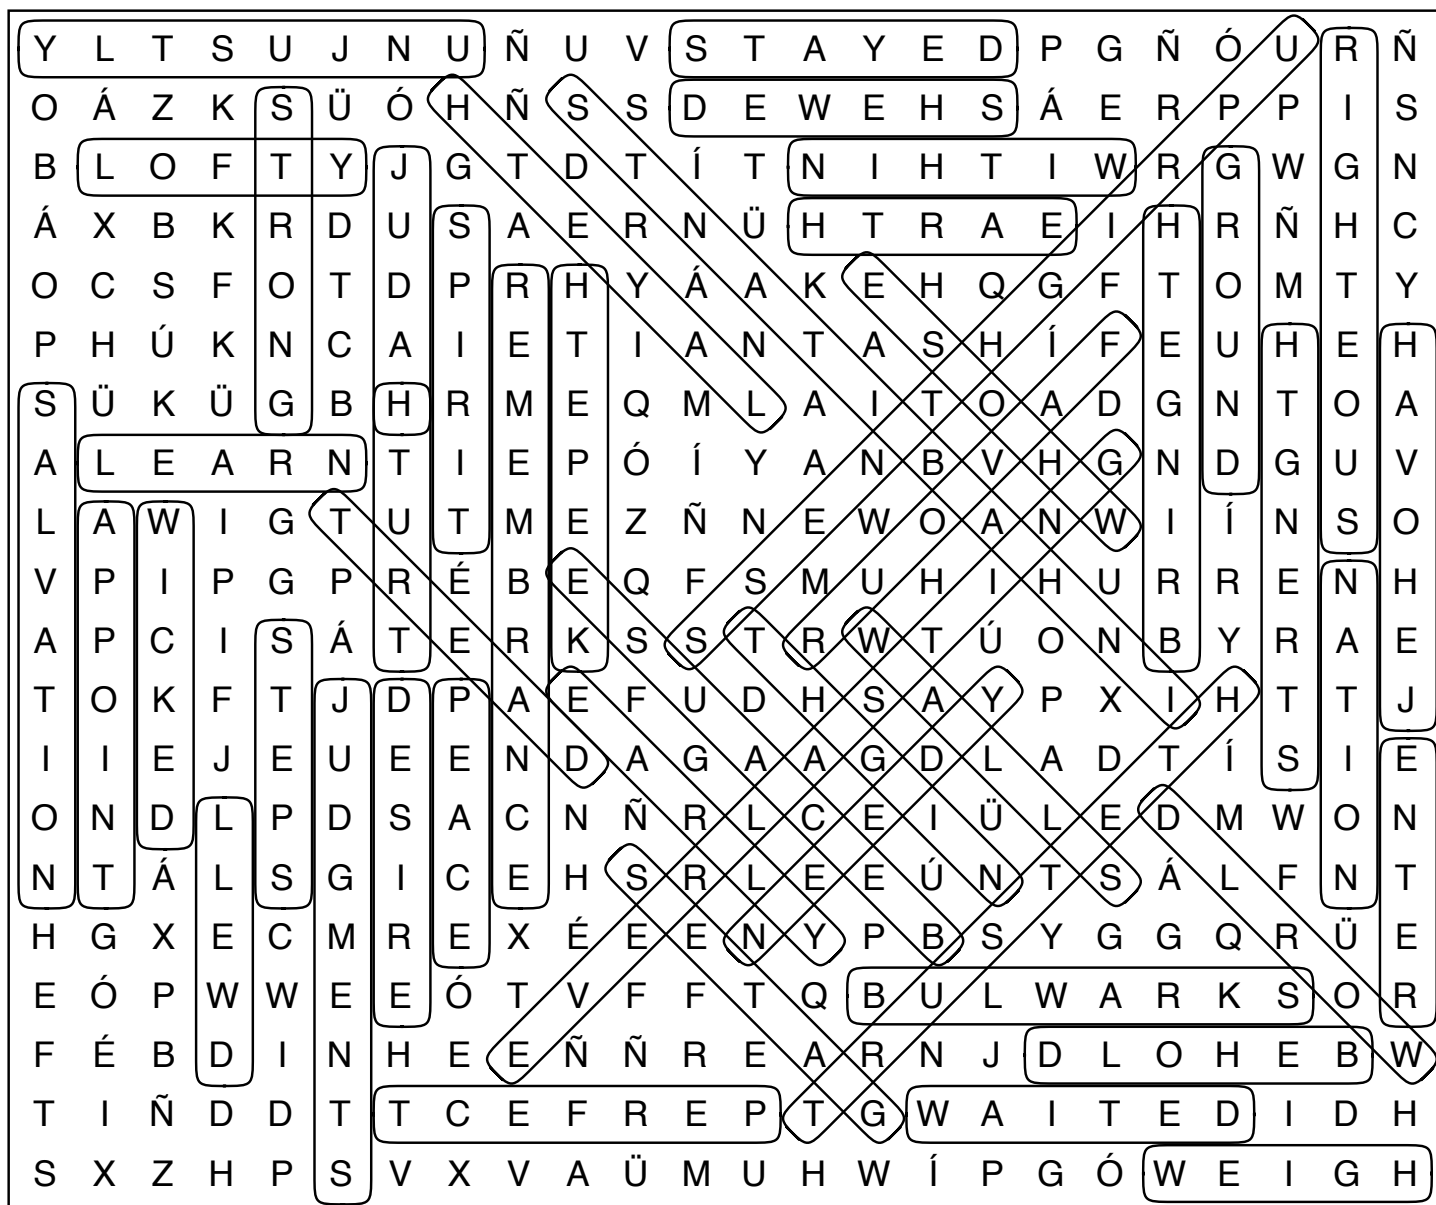 Y L T S U J N U Ñ U V S T A Y E D P G Ñ Ó U R Ñ
O Á Z K S Ü Ó H Ñ S S D E W E H S Á E R P P I S
B L O F T Y J G T D T Í T N I H T I W R G W G N
Á X B K R D U S A E R N Ü H T R A E I H R Ñ H C
O C S F O T D P R H Y Á A K E H Q G F T O M T Y
P H Ú K N C A I E T I A N T A S H Í F E U H E H
S Ü K Ü G B H R M E Q M L A I T O A D G N T O A
A L E A R N T I E P Ó Í Y A N B V H G N D G U V
L A W I G T U T M E Z Ñ N E W O A N W I Í N S O
V P I P G P R É B E Q F S M U H I H U R R E N H
A P C I S Á T E R K S S T R W T Ú O N B Y R A E
T O K F T J D P A E F U D H S A Y P X I H T T J
I I E J E U E E N D A G A A G D L A D T Í S I E
O N D L P D S A C N Ñ R L C E I Ü L E D M W O N
N T Á L S G I C E H S R L E E Ú N T S Á L F N T
H G X E C M R E X É E E N Y P B S Y G G Q R Ü E
E Ó P W W E E Ó T V F F T Q B U L W A R K S O R
F É B D I N H E E Ñ Ñ R E A R N J D L O H E B W
T I Ñ D D T T C E F R E P T G W A I T E D I D H
S X Z H P S V X V A Ü M U H W Í P G Ó W E I G H